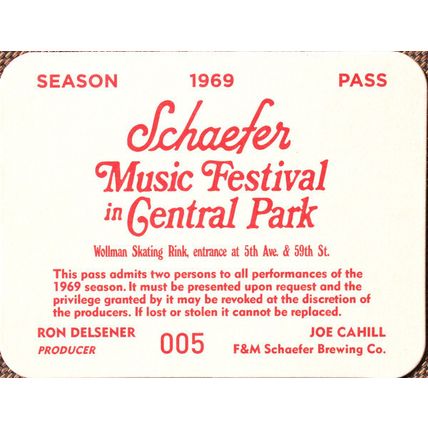 SEASON 1969 PASS
Schaefer
Music Festival
in Central Park
Wollman Skating Rink, entrance at 5th Ave. & 59th St.
This pass admits two persons to all performances of the
1969 season. It must be presented upon request and the
privilege granted by it may be revoked at the discretion of
the producers. If lost or stolen it cannot be replaced.
RON DELSENER 005 JOE CAHILL
PRODUCER F&M Schaefer Brewing Co.